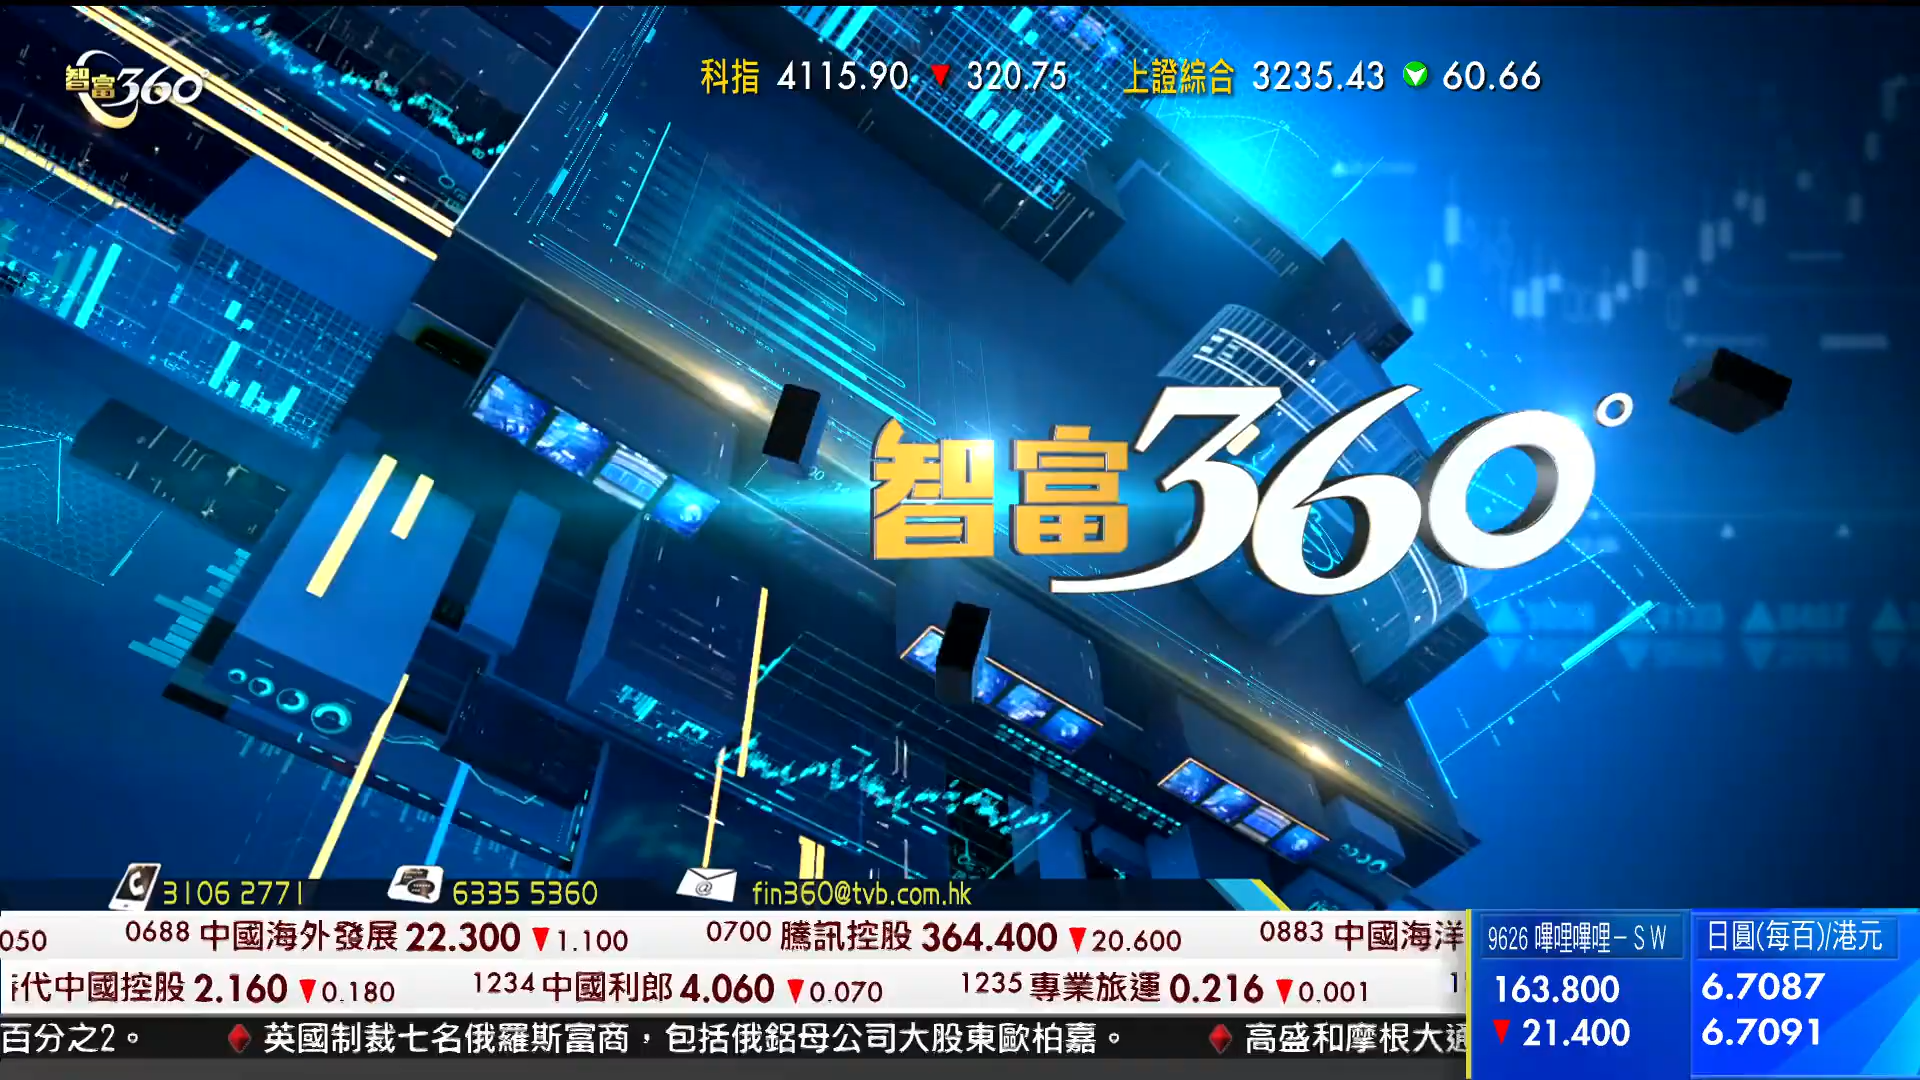 智富360°
科指 4115.90 ▼ 320.75 上證綜合 3235.43 60.66
智富360°
3106 2771 6335 5360 fin360@tvb.com.hk
050 0688 中國海外發展 22.300 ▼1.100 0700 騰訊控股 364.400 ▼20.600 0883 中國海洋
代中國控股 2.160 ▼0.180 1234 中國利郎 4.060 ▼0.070 1235 專業旅運 0.216 ▼0.001
百分之2。 ♦ 英國制裁七名俄羅斯富商，包括俄鋁母公司大股東歐柏嘉。 ♦ 高盛和摩根大通
9626 嗶哩嗶哩－ＳＷ
163.800
▼ 21.400
日圓(每百)/港元
6.7087
6.7091